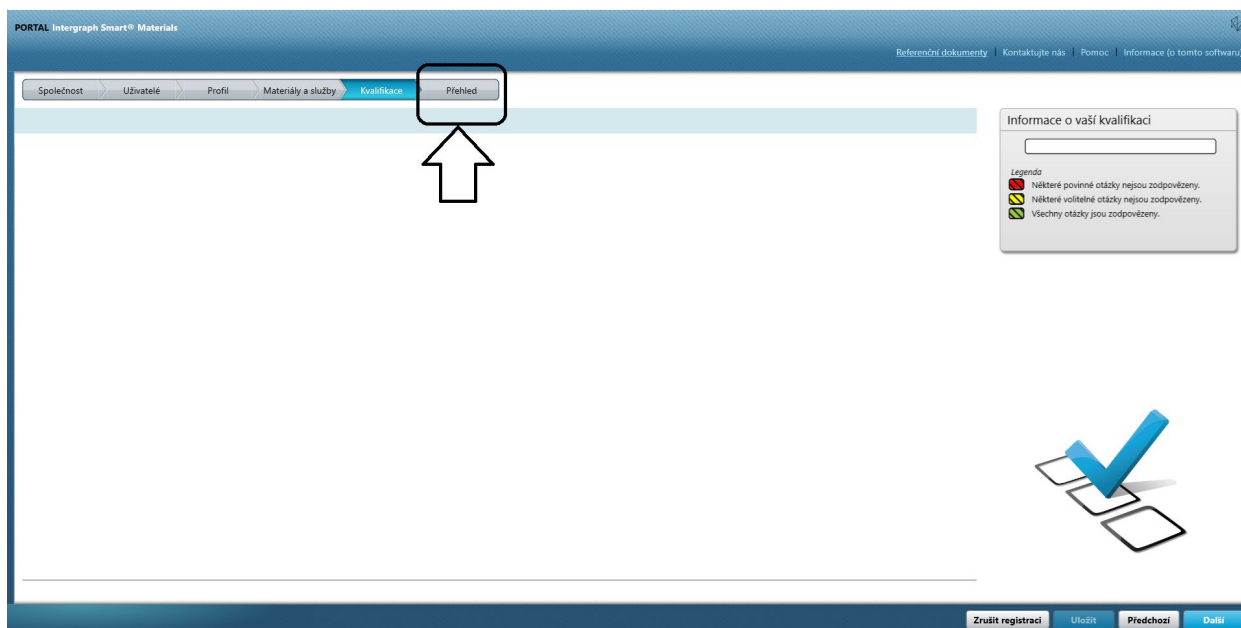 PORTAL Intergraph Smart® Materials
Referenční dokumenty | Kontaktujte nás | Pomoc | Informace (o tomto softwaru)
Společnost Uživatelé Profil Materiály a služby Kvalifikace Přehled
Informace o vaší kvalifikaci
Legenda
Některé povinné otázky nejsou zodpovězeny.
Některé volitelné otázky nejsou zodpovězeny.
Všechny otázky jsou zodpovězeny.
Zrušit registraci Uložit Předchozí Další